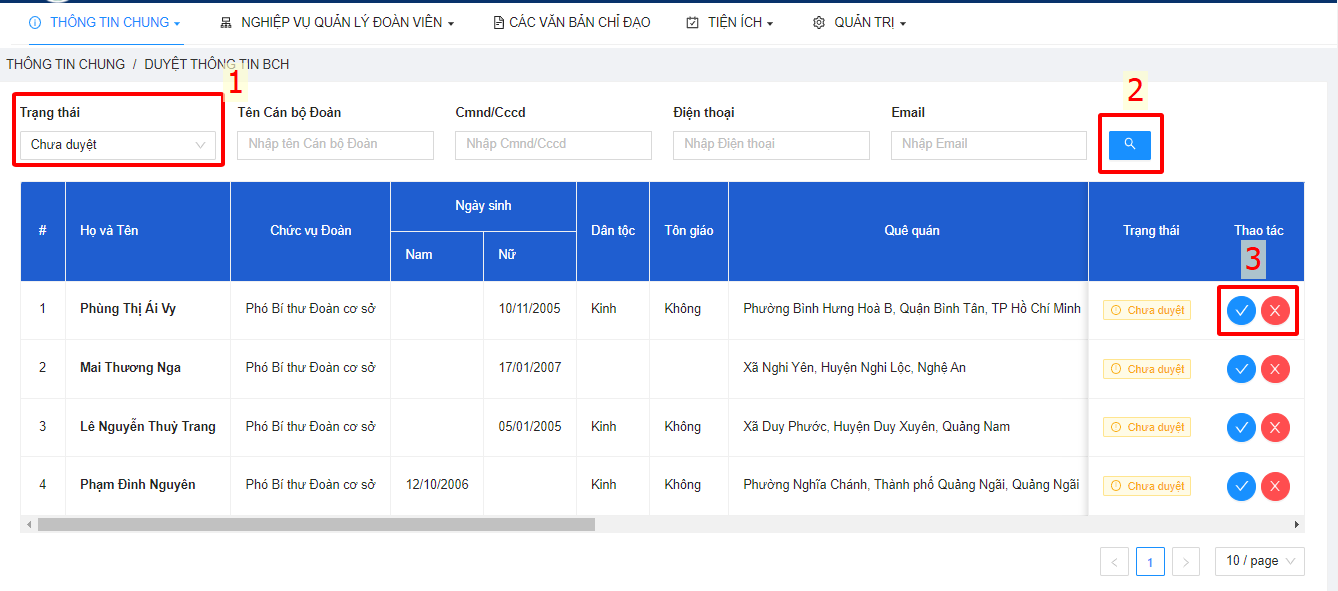 THÔNG TIN CHUNG NGHIỆP VỤ QUẢN LÝ ĐOÀN VIÊN CÁC VĂN BẢN CHỈ ĐẠO TIỆN ÍCH QUẢN TRỊ
THÔNG TIN CHUNG / DUYỆT THÔNG TIN BCH
1
2
Trạng thái Tên Cán bộ Đoàn Cmnd/Cccd Điện thoại Email
Chưa duyệt Nhập tên Cán bộ Đoàn Nhập Cmnd/Cccd Nhập Điện thoại Nhập Email
# Họ và Tên Chức vụ Đoàn Ngày sinh Dân tộc Tôn giáo Quê quán Trạng thái Thao tác
Nam Nữ
3
1 Phùng Thị Ái Vy Phó Bí thư Đoàn cơ sở 10/11/2005 Kinh Không Phường Bình Hưng Hoà B, Quận Bình Tân, TP Hồ Chí Minh Chưa duyệt
2 Mai Thương Nga Phó Bí thư Đoàn cơ sở 17/01/2007 Xã Nghi Yên, Huyện Nghi Lộc, Nghệ An Chưa duyệt
3 Lê Nguyễn Thuỳ Trang Phó Bí thư Đoàn cơ sở 05/01/2005 Kinh Không Xã Duy Phước, Huyện Duy Xuyên, Quảng Nam Chưa duyệt
4 Phạm Đình Nguyên Phó Bí thư Đoàn cơ sở 12/10/2006 Kinh Không Phường Nghĩa Chánh, Thành phố Quảng Ngãi, Quảng Ngãi Chưa duyệt
< 1 > 10 / page